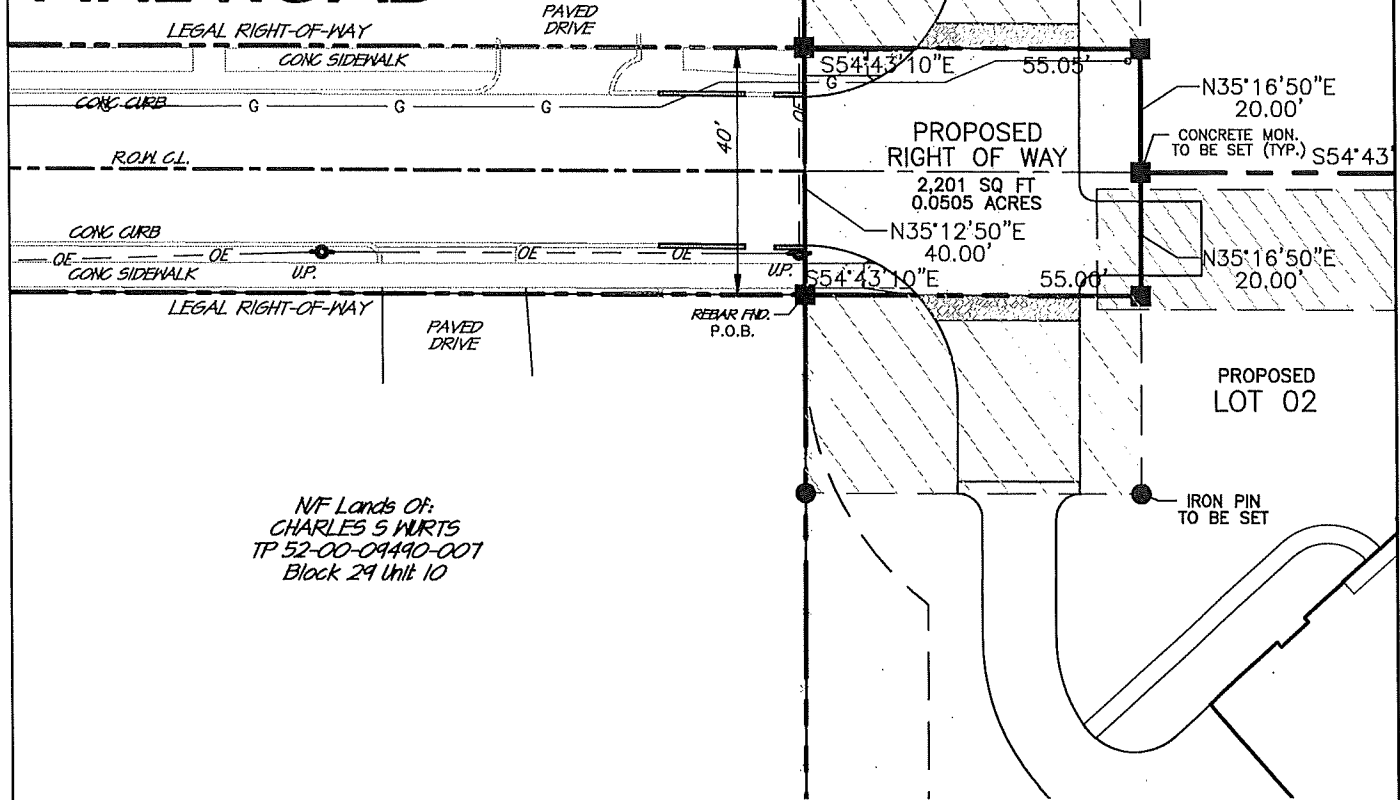 LEGAL RIGHT-OF-WAY
PAVED
DRIVE
CONC SIDEWALK
S54°43'10"E
55.05'
G
CONC CURB
G
G
G
OE
40'
N35°16'50"E
20.00'
CONCRETE MON.
TO BE SET (TYP.)
S54°43'
PROPOSED
RIGHT OF WAY
2,201 SQ FT
0.0505 ACRES
R.O.W. C.L.
CONC CURB
N35°12'50"E
40.00'
OE
OE
OE
OE
CONC SIDEWALK
U.P.
U.P.
S54°43'10"E
55.00'
N35°16'50"E
20.00'
LEGAL RIGHT-OF-WAY
REBAR FND.
P.O.B.
PAVED
DRIVE
PROPOSED
LOT 02
IRON PIN
TO BE SET
N/F Lands Of:
CHARLES S WURTS
TP 52-00-09490-007
Block 29 Unit 10